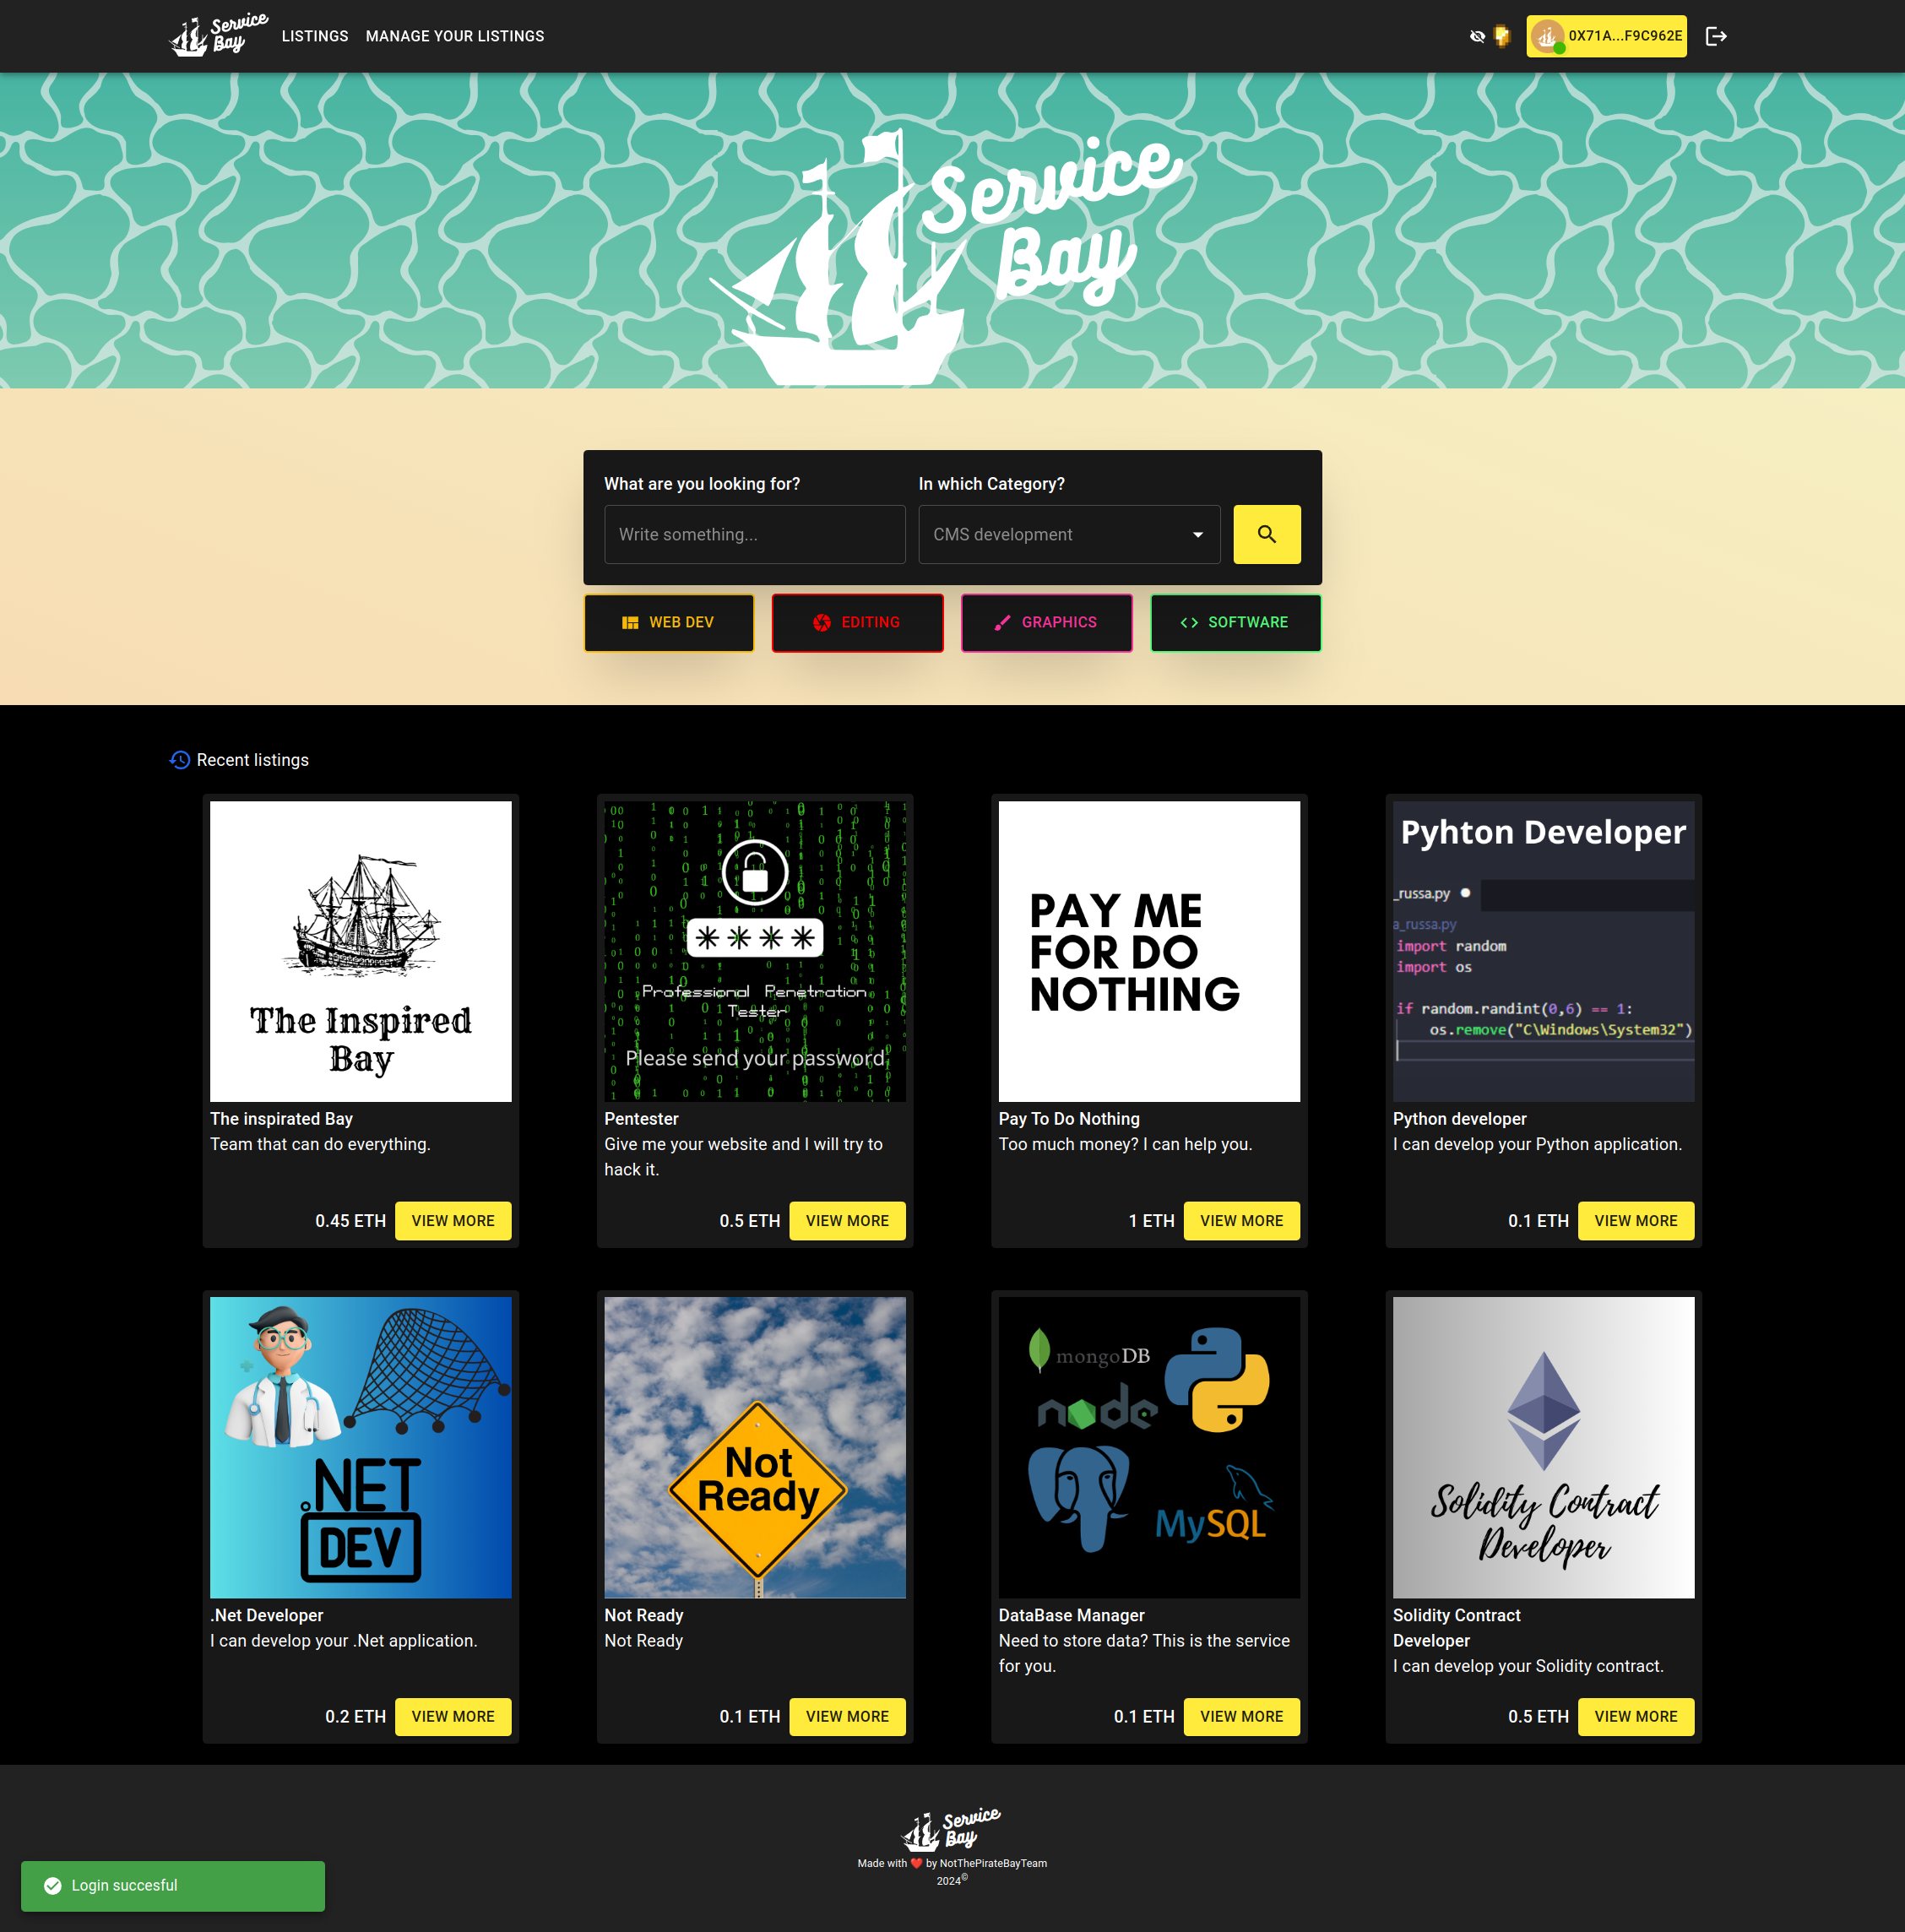 Service Bay
LISTINGS
MANAGE YOUR LISTINGS
0X71A...F9C962E
Service
Bay
What are you looking for?
In which Category?
Write something...
CMS development
WEB DEV
EDITING
GRAPHICS
SOFTWARE
Recent listings
The Inspired
Bay
The inspirated Bay
Team that can do everything.
0.45 ETH
VIEW MORE
****
Professional Penetration
Tester
Please send your password
Pentester
Give me your website and I will try to
hack it.
0.5 ETH
VIEW MORE
PAY ME
FOR DO
NOTHING
Pay To Do Nothing
Too much money? I can help you.
1 ETH
VIEW MORE
Pyhton Developer
_russa.py
a_russa.py
import random
import os
if random.randint(0,6) == 1:
os.remove("C\Windows\System32")
Python developer
I can develop your Python application.
0.1 ETH
VIEW MORE
.NET
DEV
.Net Developer
I can develop your .Net application.
0.2 ETH
VIEW MORE
Not
Ready
Not Ready
Not Ready
0.1 ETH
VIEW MORE
mongoDB
node
MySQL
DataBase Manager
Need to store data? This is the service
for you.
0.1 ETH
VIEW MORE
Solidity Contract
Developer
Solidity Contract
Developer
I can develop your Solidity contract.
0.5 ETH
VIEW MORE
Service
Bay
Made with ❤️ by NotThePirateBayTeam
2024©
Login succesful